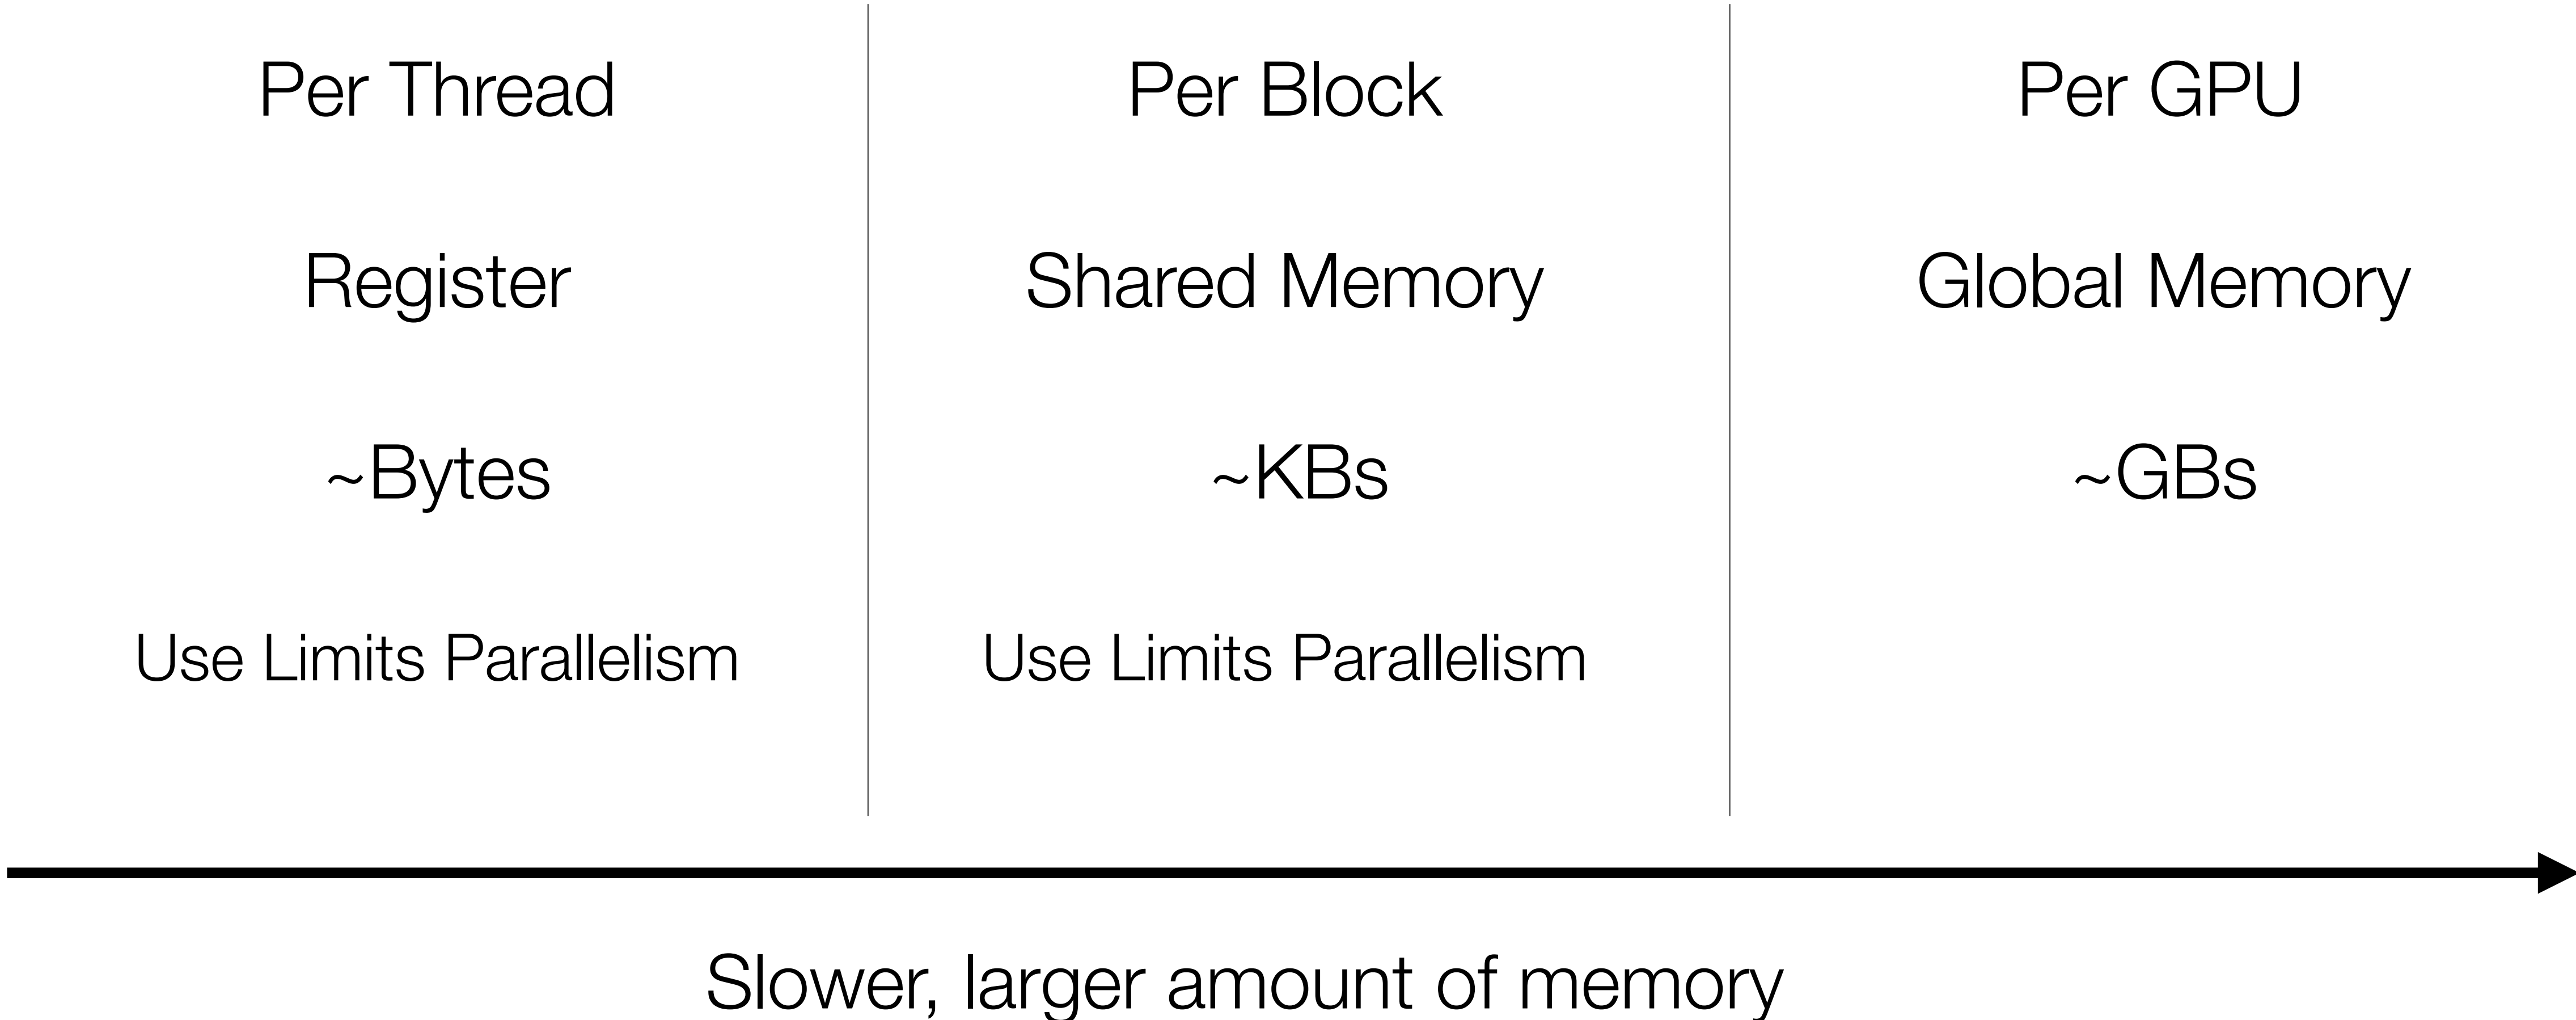 Per Thread
Register
~Bytes
Use Limits Parallelism
Per Block
Shared Memory
~KBs
Use Limits Parallelism
Per GPU
Global Memory
~GBs
Slower, larger amount of memory